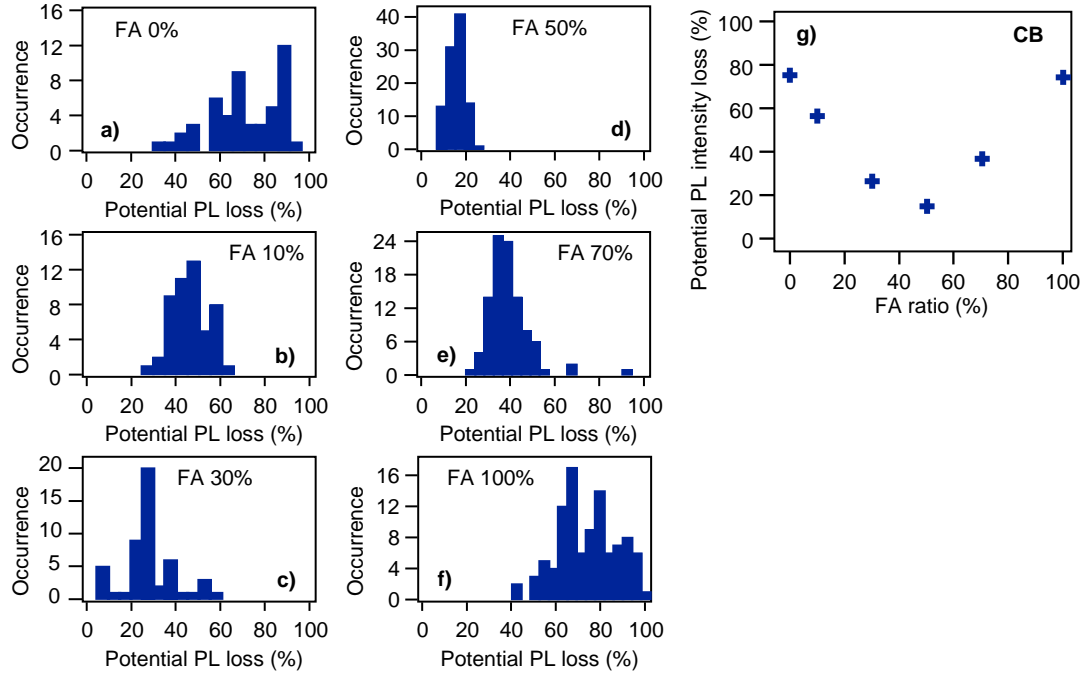 16
12
8
4
0
Occurrence
FA 0%
a)
0 20 40 60 80 100
Potential PL loss (%)
16
12
8
4
0
Occurrence
FA 10%
b)
0 20 40 60 80 100
Potential PL loss (%)
20
15
10
5
0
Occurrence
FA 30%
c)
0 20 40 60 80 100
Potential PL loss (%)
40
30
20
10
0
Occurrence
FA 50%
d)
0 20 40 60 80 100
Potential PL loss (%)
24
18
12
6
0
Occurrence
FA 70%
e)
0 20 40 60 80 100
Potential PL loss (%)
16
12
8
4
0
Occurrence
FA 100%
f)
0 20 40 60 80 100
Potential PL loss (%)
100
80
60
40
20
0
Potential PL intensity loss (%)
g) CB
0 20 40 60 80 100
FA ratio (%)